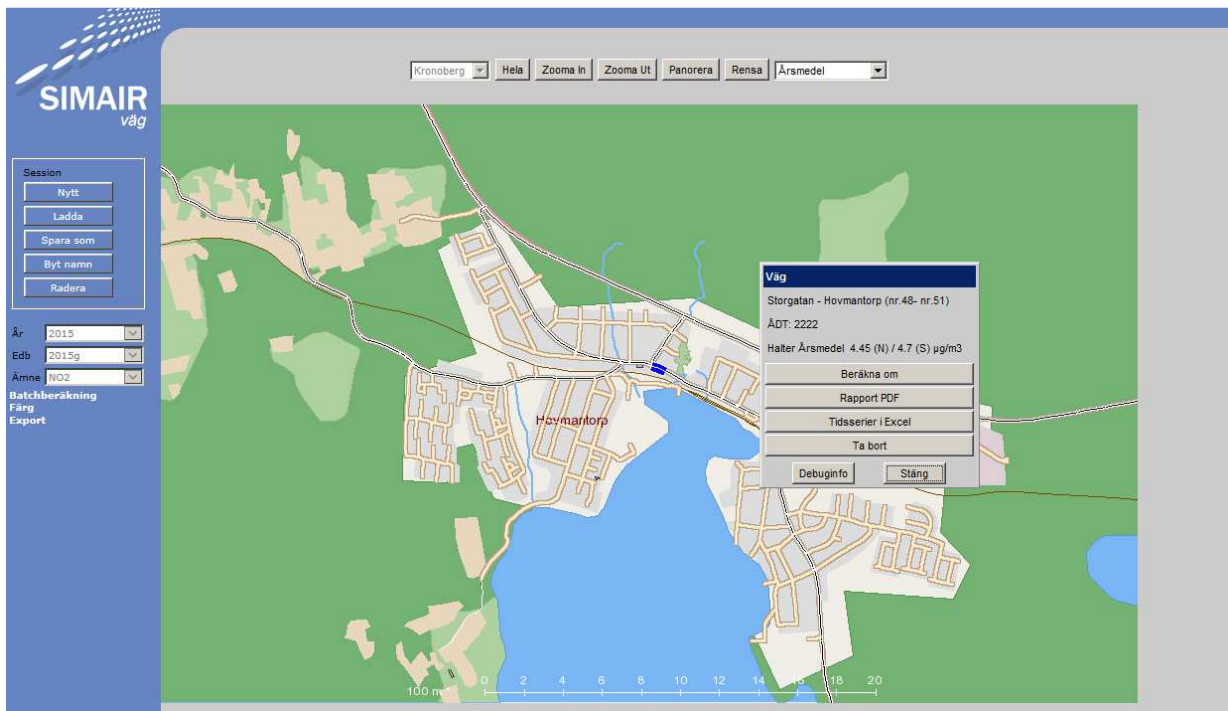 SIMAIR
väg
Kronoberg Hela Zooma In Zooma Ut Panorera Rensa Årsmedel
Session
Nytt
Ladda
Spara som
Byt namn
Radera
År 2015
Edb 2015g
Ämne NO2
Batchberäkning
Färg
Export
Hovmantorp
Väg
Storgatan - Hovmantorp (nr.48- nr.51)
ÅDT: 2222
Halter Årsmedel 4.45 (N) / 4.7 (S) µg/m3
Beräkna om
Rapport PDF
Tidsserier i Excel
Ta bort
Debuginfo Stäng
100 m * 0 2 4 6 8 10 12 14 16 18 20